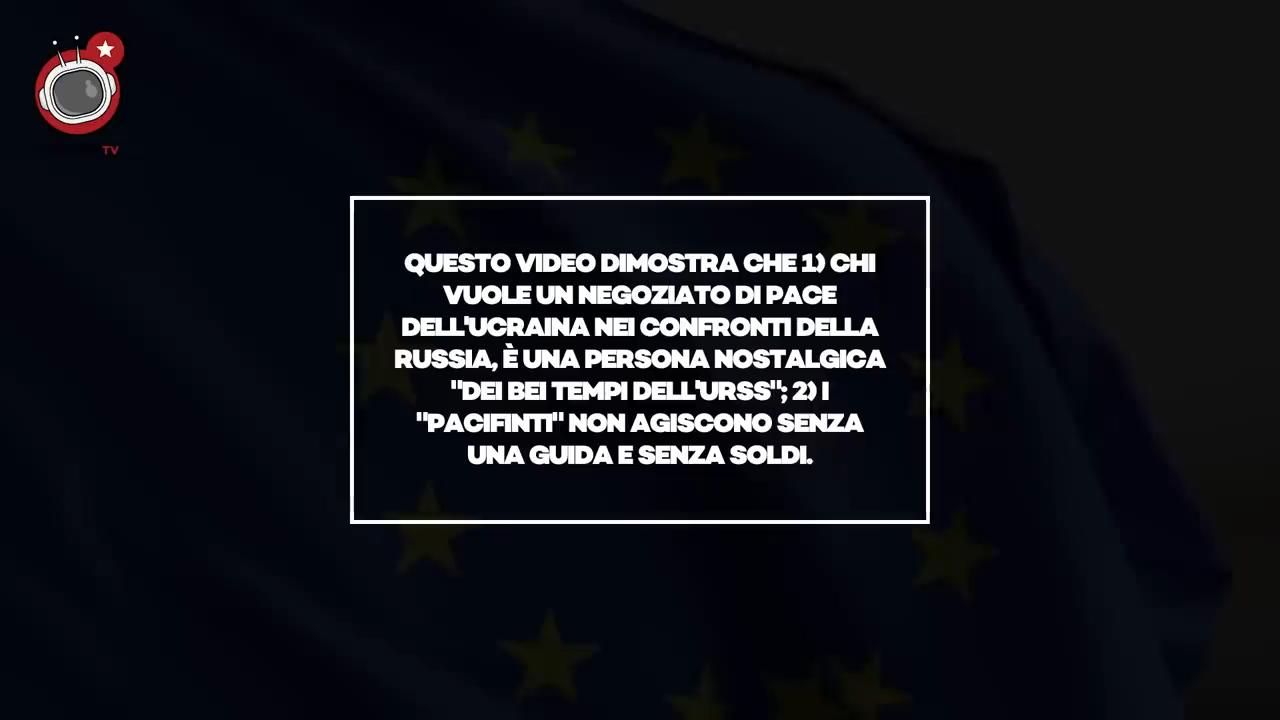 TV
QUESTO VIDEO DIMOSTRA CHE 1) CHI
VUOLE UN NEGOZIATO DI PACE
DELL'UCRAINA NEI CONFRONTI DELLA
RUSSIA, È UNA PERSONA NOSTALGICA
"DEI BEI TEMPI DELL'URSS"; 2) I
"PACIFINTI" NON AGISCONO SENZA
UNA GUIDA E SENZA SOLDI.